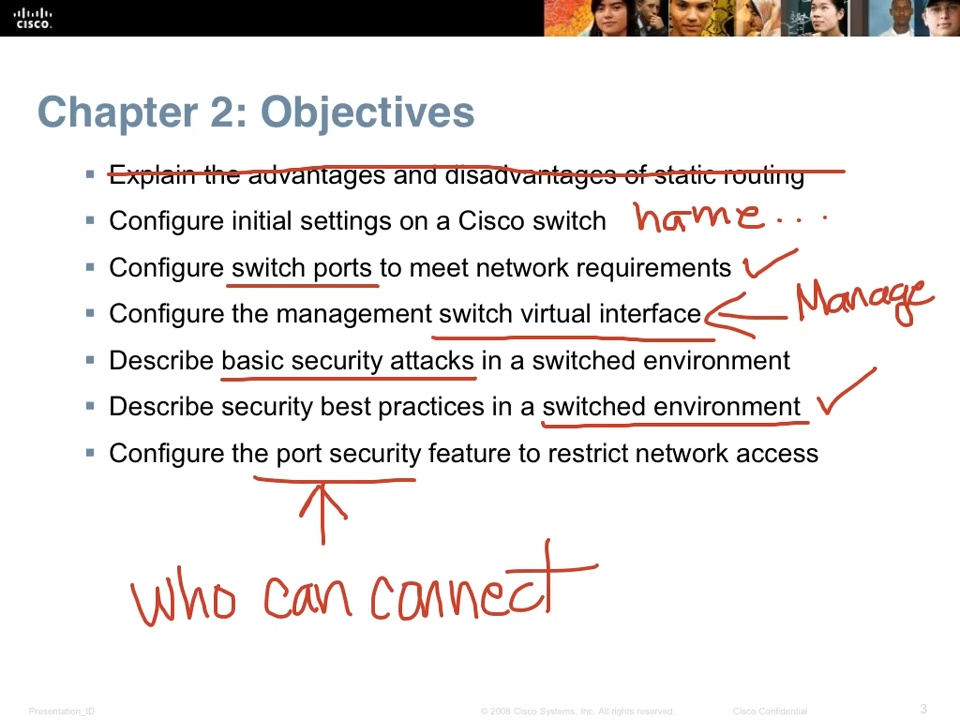 CISCO
Chapter 2: Objectives
Explain the advantages and disadvantages of static routing
Configure initial settings on a Cisco switch name...
Configure switch ports to meet network requirements
Configure the management switch virtual interface Manage
Describe basic security attacks in a switched environment
Describe security best practices in a switched environment
Configure the port security feature to restrict network access
who can connect
Presentation_ID © 2008 Cisco Systems, Inc. All rights reserved. Cisco Confidential 3